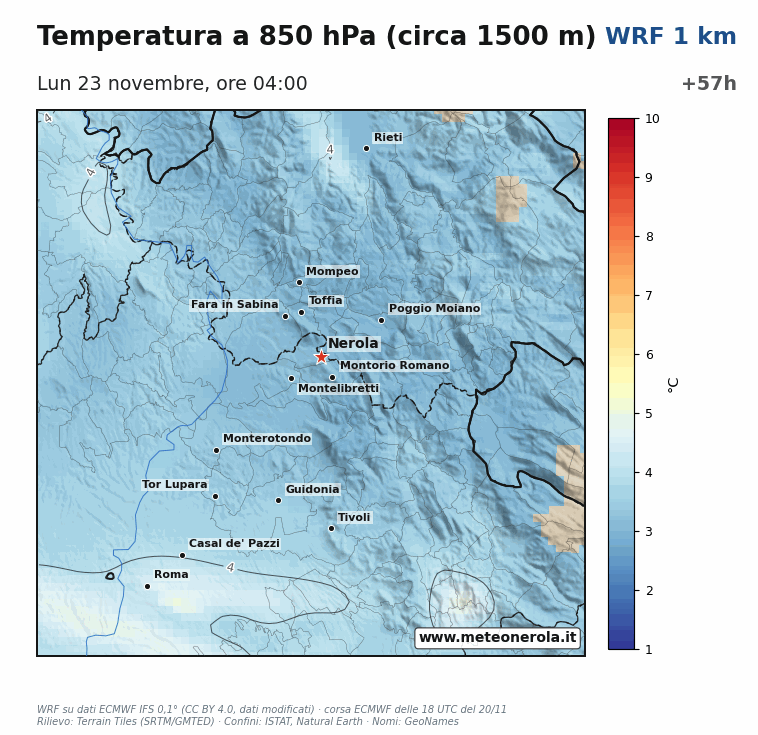 Temperatura a 850 hPa (circa 1500 m) WRF 1 km
Lun 23 novembre, ore 04:00
+57h
4
4
4
Rieti
Mompeo
Toffia
Fara in Sabina
Poggio Moiano
Nerola
Montorio Romano
Montelibretti
Monterotondo
Tor Lupara
Guidonia
Tivoli
Casal de' Pazzi
4
Roma
www.meteonerola.it
10
9
8
7
6
5
4
3
2
1
°C
WRF su dati ECMWF IFS 0,1° (CC BY 4.0, dati modificati) · corsa ECMWF delle 18 UTC del 20/11
Rilievo: Terrain Tiles (SRTM/GMTED) · Confini: ISTAT, Natural Earth · Nomi: GeoNames